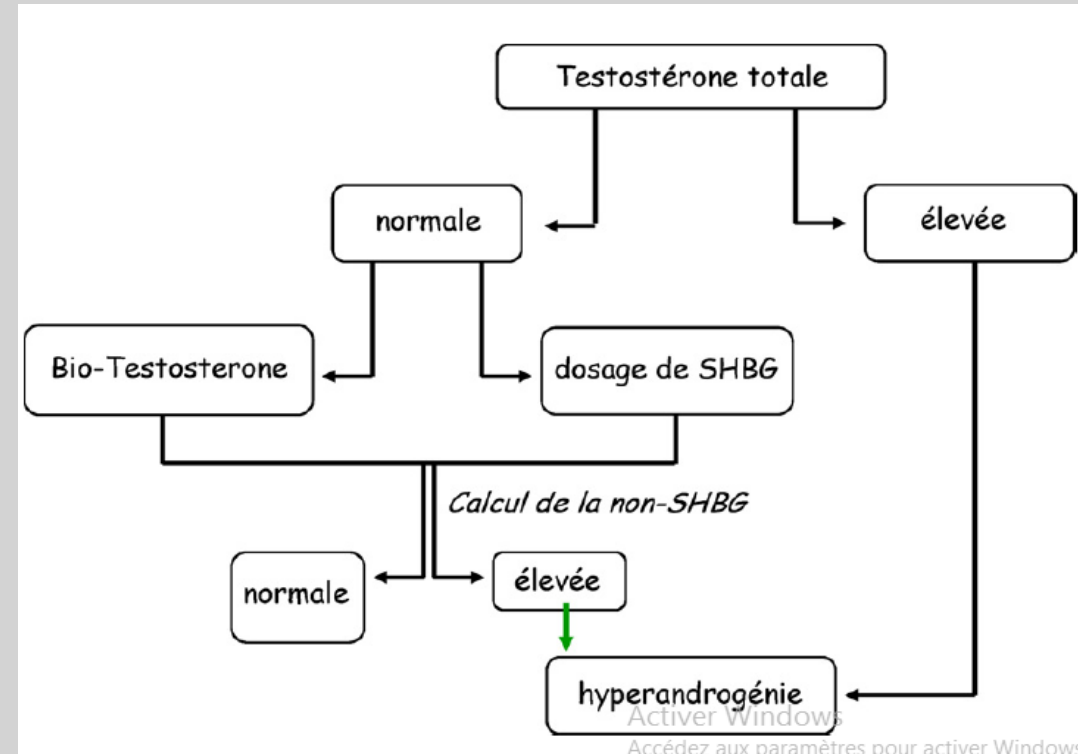 Testostérone totale
normale
élevée
Bio-Testosterone
dosage de SHBG
Calcul de la non-SHBG
normale
élevée
hyperandrogénie
Activer Windows
Accédez aux paramètres pour activer Windows